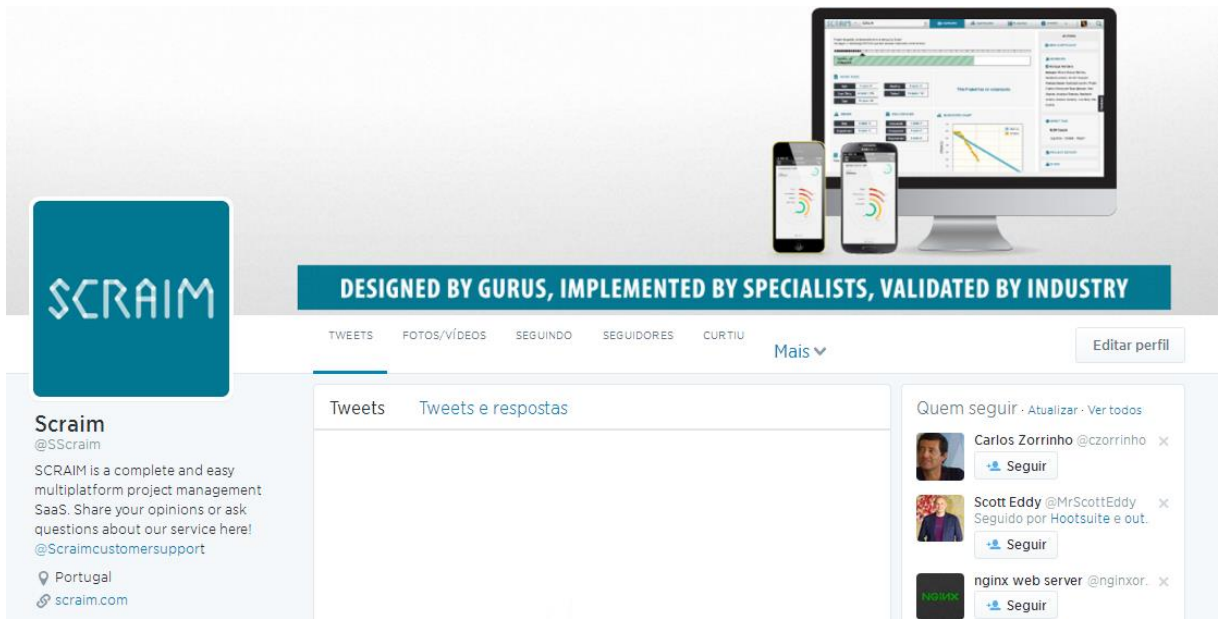 SCRAIM
DESIGNED BY GURUS, IMPLEMENTED BY SPECIALISTS, VALIDATED BY INDUSTRY
TWEETS FOTOS/VÍDEOS SEGUINDO SEGUIDORES CURTIU Mais
Editar perfil
Scraim
@SScraim
SCRAIM is a complete and easy
multiplatform project management
SaaS. Share your opinions or ask
questions about our service here!
@Scraimcustomersupport
Portugal
scraim.com
Tweets Tweets e respostas
Quem seguir · Atualizar · Ver todos
Carlos Zorrinho @czorrinho
Seguir
Scott Eddy @MrScottEddy
Seguido por Hootsuite e out.
Seguir
NGINX
nginx web server @nginxor.
Seguir